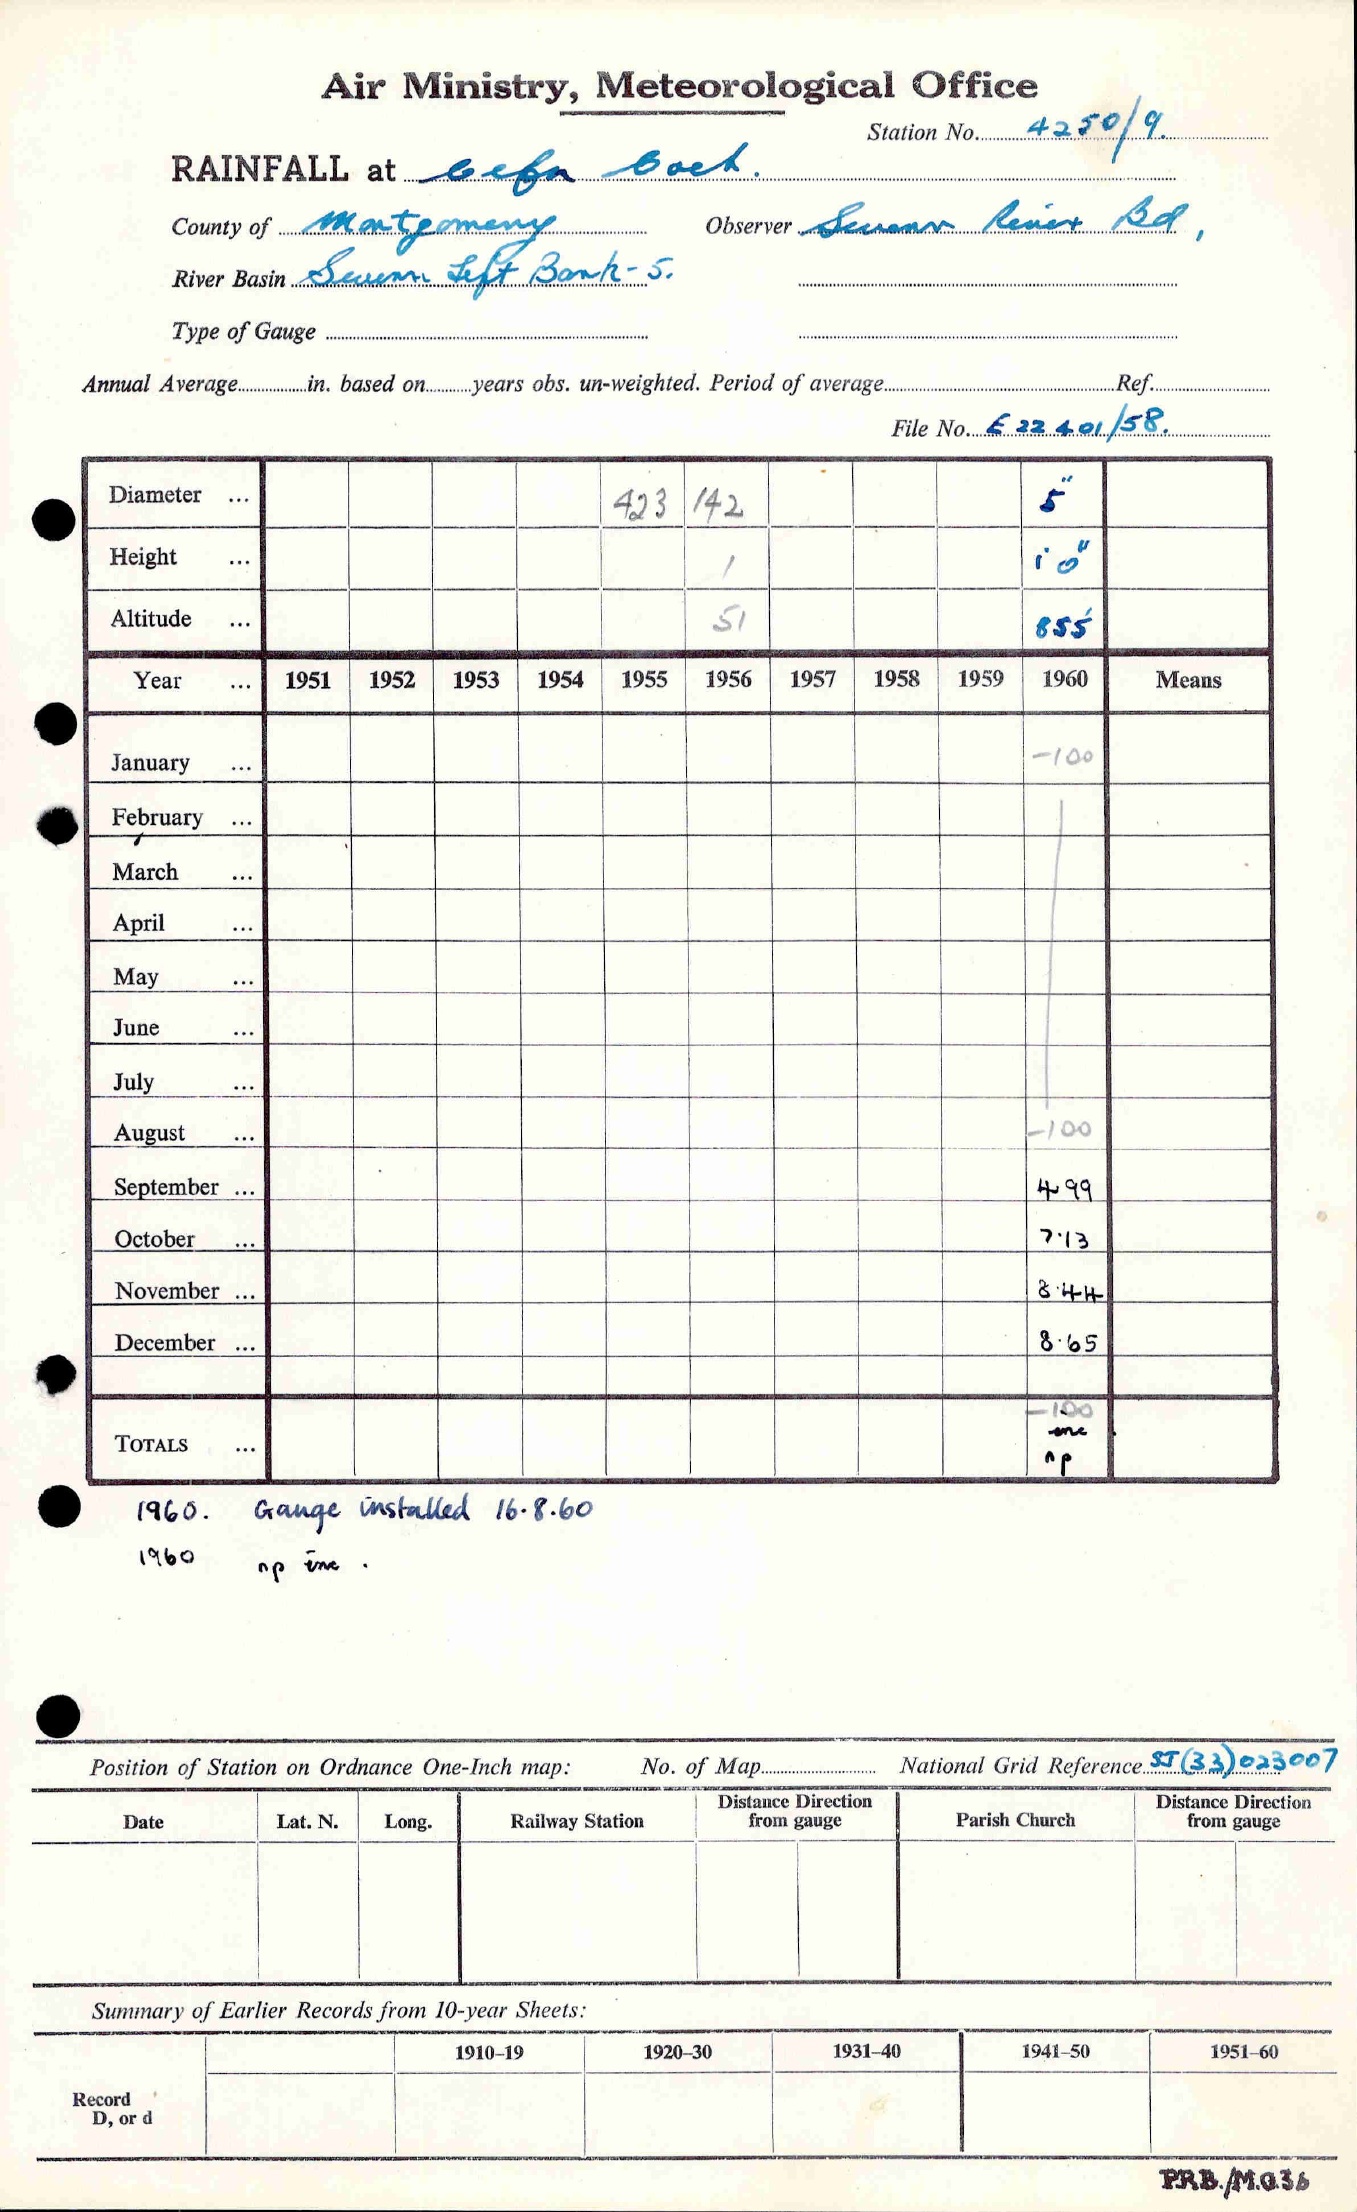 Air Ministry, Meteorological Office
Station No. 4250/9.
RAINFALL at Cefn Coch.
County of Montgomery Observer Severn River Bd,
River Basin Severn Left Bank-5.
Type of Gauge
Annual Average in. based on years obs. un-weighted. Period of average Ref.
File No. E 22401/58.
Diameter ... 423 142 5"
Height ... 1 1' 0"
Altitude ... 51 855'
Year ... 1951 1952 1953 1954 1955 1956 1957 1958 1959 1960 Means
January ... -100
February ...
March ...
April ...
May ...
June ...
July ...
August ... -100
September ... 4.99
October ... 7.13
November ... 8.44
December ... 8.65
-100
TOTALS ... inc
np
1960. Gauge installed 16.8.60
1960 np inc .
Position of Station on Ordnance One-Inch map: No. of Map National Grid Reference SJ(33)023007
Date Lat. N. Long. Railway Station Distance Direction from gauge Parish Church Distance Direction from gauge
Summary of Earlier Records from 10-year Sheets:
1910–19 1920–30 1931–40 1941–50 1951–60
Record
D, or d
P.R.B./M.O.36